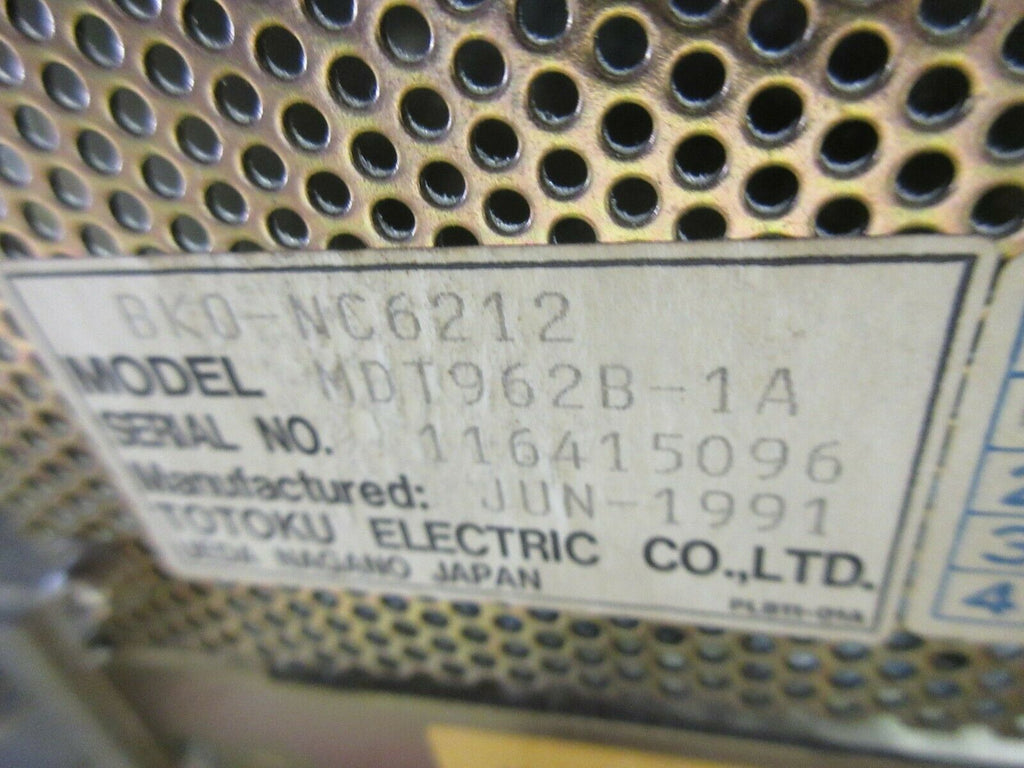 BKO-NC6212
MODEL MDT962B-1A
SERIAL NO. 116415096
Manufactured: JUN-1991
TOTOKU ELECTRIC CO.,LTD.
UEDA NAGANO JAPAN
2
3
4